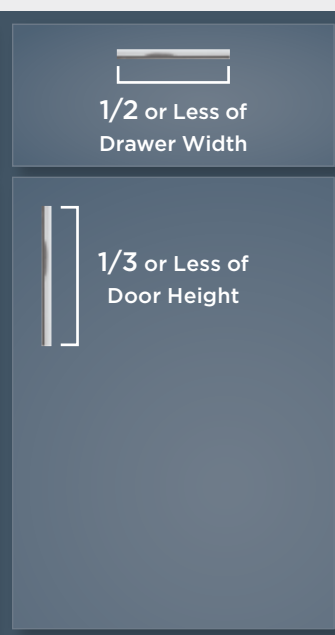 1/2 or Less of
Drawer Width
1/3 or Less of
Door Height